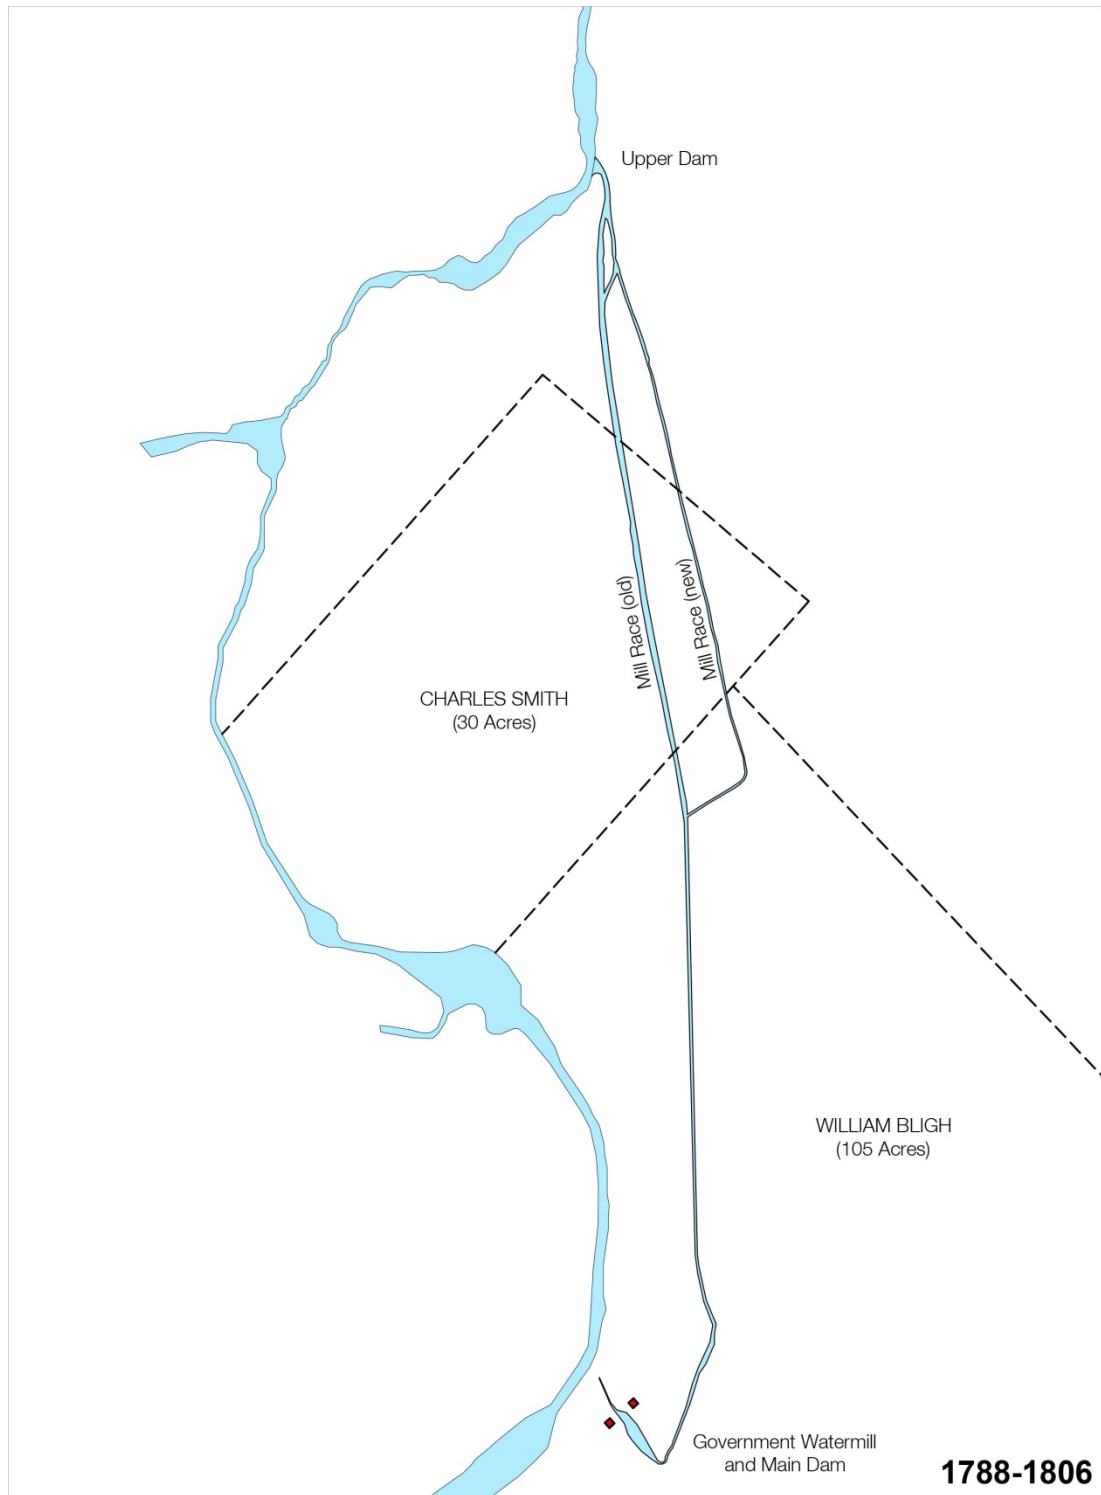 Upper Dam
Mill Race (old)
Mill Race (new)
CHARLES SMITH
(30 Acres)
WILLIAM BLIGH
(105 Acres)
Government Watermill
and Main Dam
1788-1806